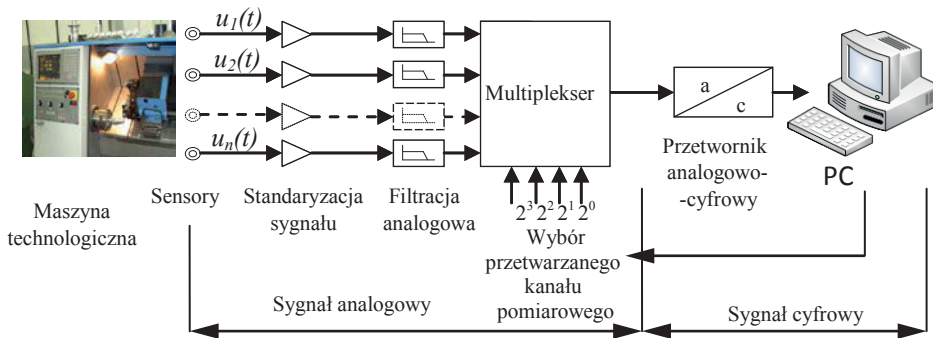 u₁(t)
u₂(t)
uₙ(t)
Multiplekser
a
c
Przetwornik
analogowo-
-cyfrowy
PC
Maszyna
technologiczna
Sensory
Standaryzacja
sygnału
Filtracja
analogowa
2³ 2² 2¹ 2⁰
Wybór
przetwarzanego
kanału
pomiarowego
Sygnał analogowy
Sygnał cyfrowy